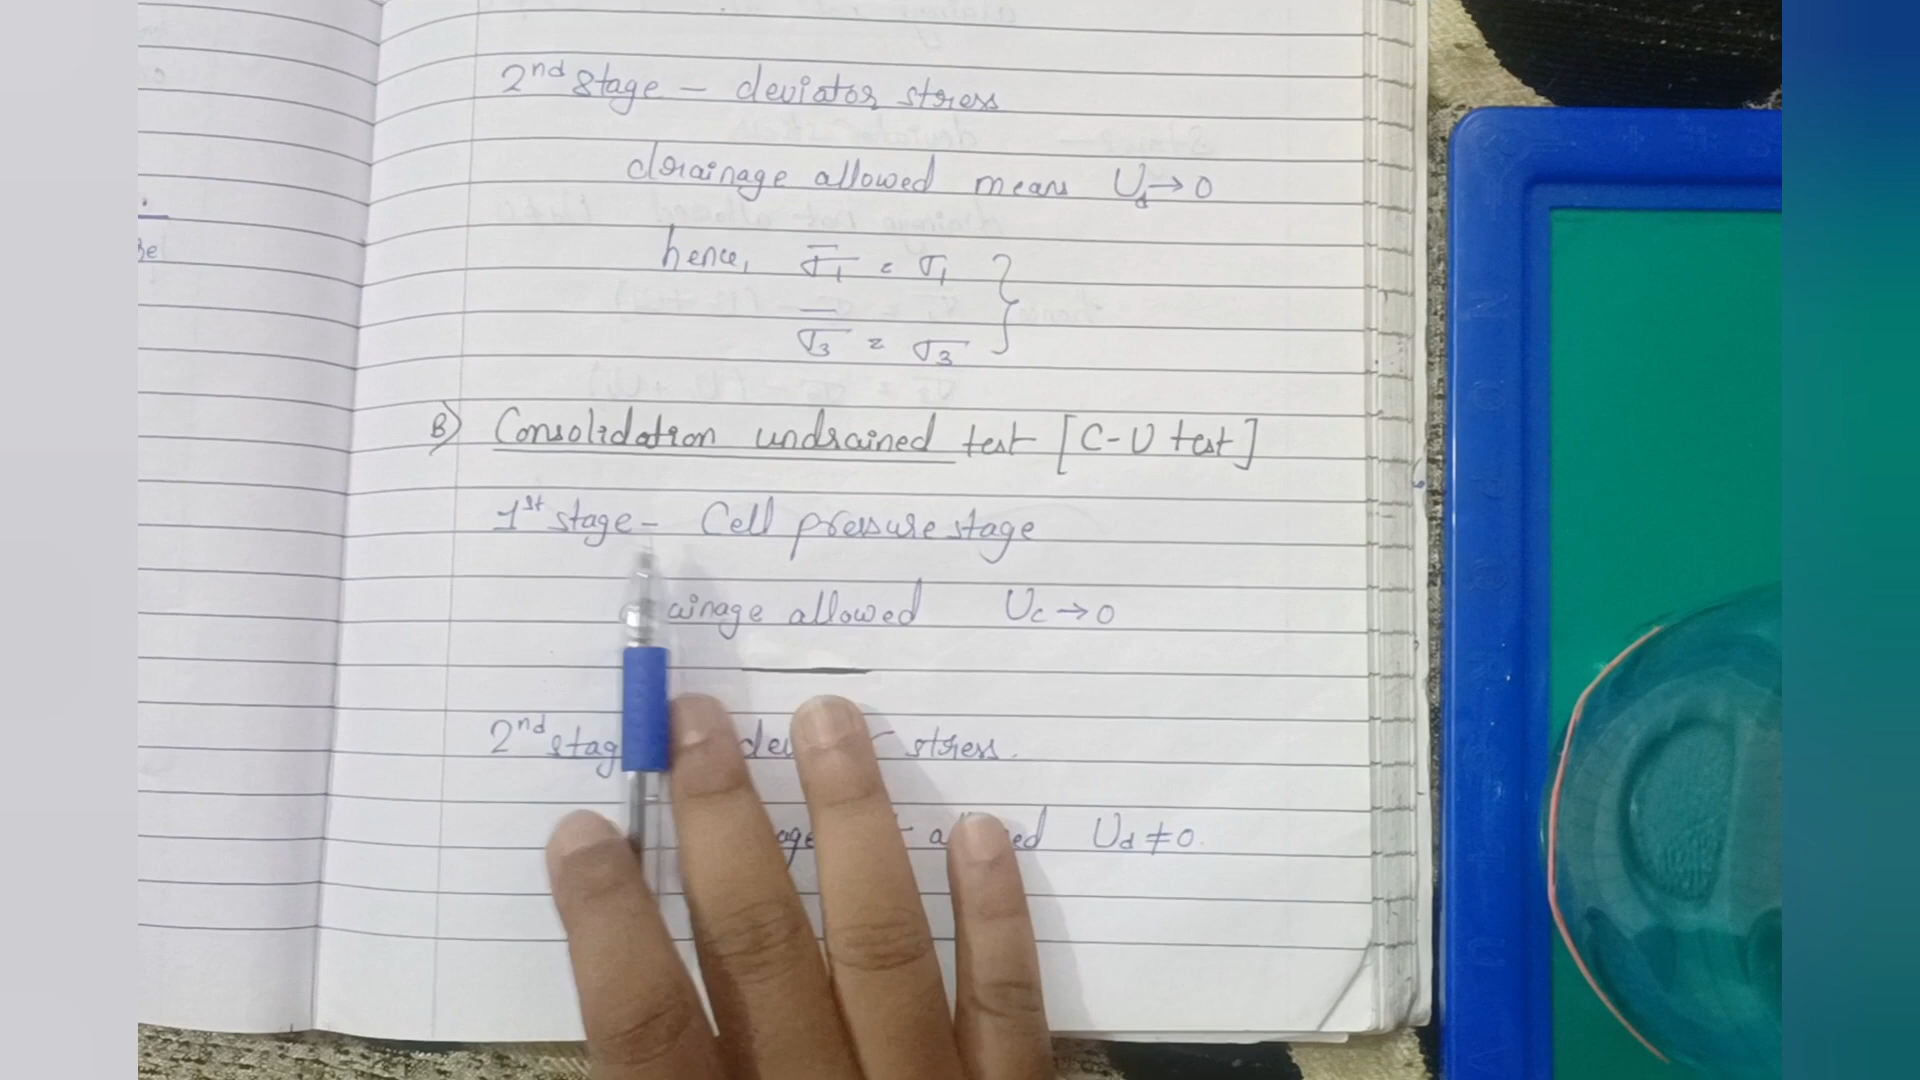 2nd stage - deviator stress
drainage allowed means Ud → 0
hence, σ̅1 = σ1
σ̅3 = σ3
B) Consolidation undrained test [C-U test]
1st stage - Cell pressure stage
ainage allowed Uc → 0
2nd stag stress.
Ud ≠ 0.